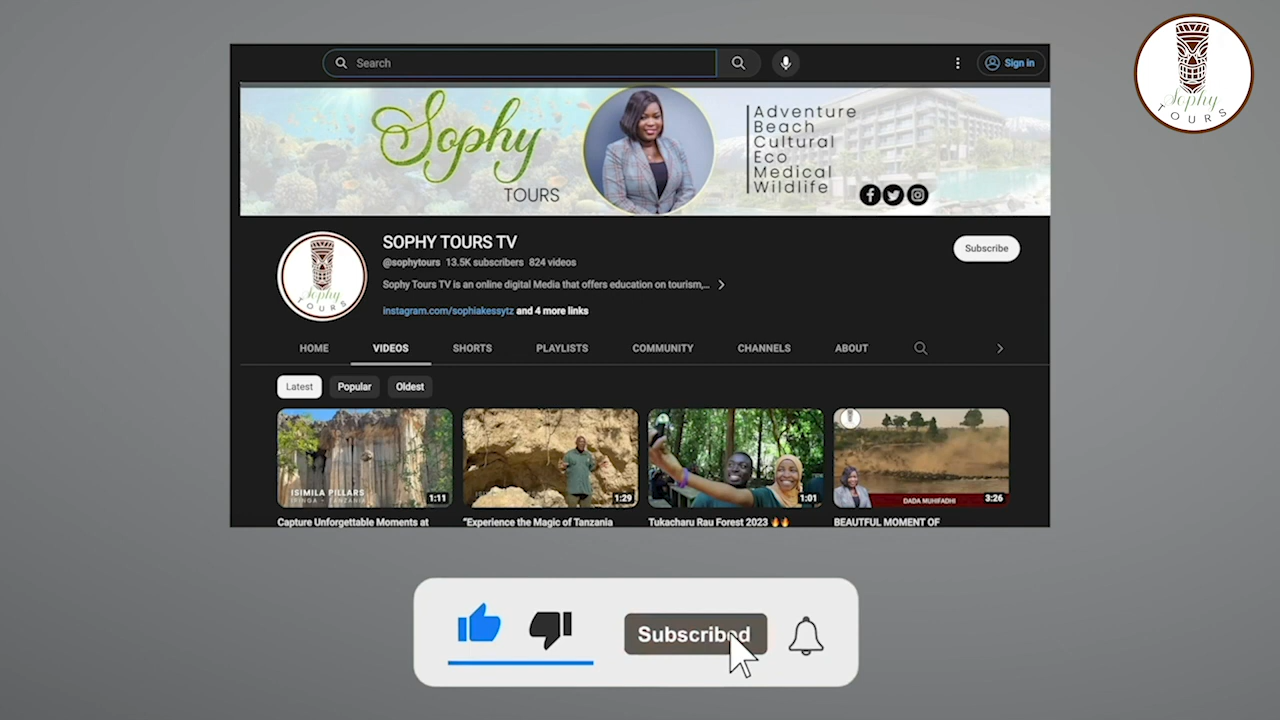 Search
Sign in
Sophy
TOURS
Adventure
Beach
Cultural
Eco
Medical
Wildlife
Sophy
TOURS
SOPHY TOURS TV
@sophytours 13.5K subscribers 824 videos
Sophy Tours TV is an online digital Media that offers education on tourism,...
instagram.com/sophiakessytz and 4 more links
Subscribe
Sophy
TOURS
HOME VIDEOS SHORTS PLAYLISTS COMMUNITY CHANNELS ABOUT
Latest Popular Oldest
ISIMILA PILLARS
IRINGA - TANZANIA
1:11
1:29
1:01
DADA MUHIFADHI
3:26
Capture Unforgettable Moments at
"Experience the Magic of Tanzania
Tukacharu Rau Forest 2023 🔥🔥
BEAUTFUL MOMENT OF
Subscribed